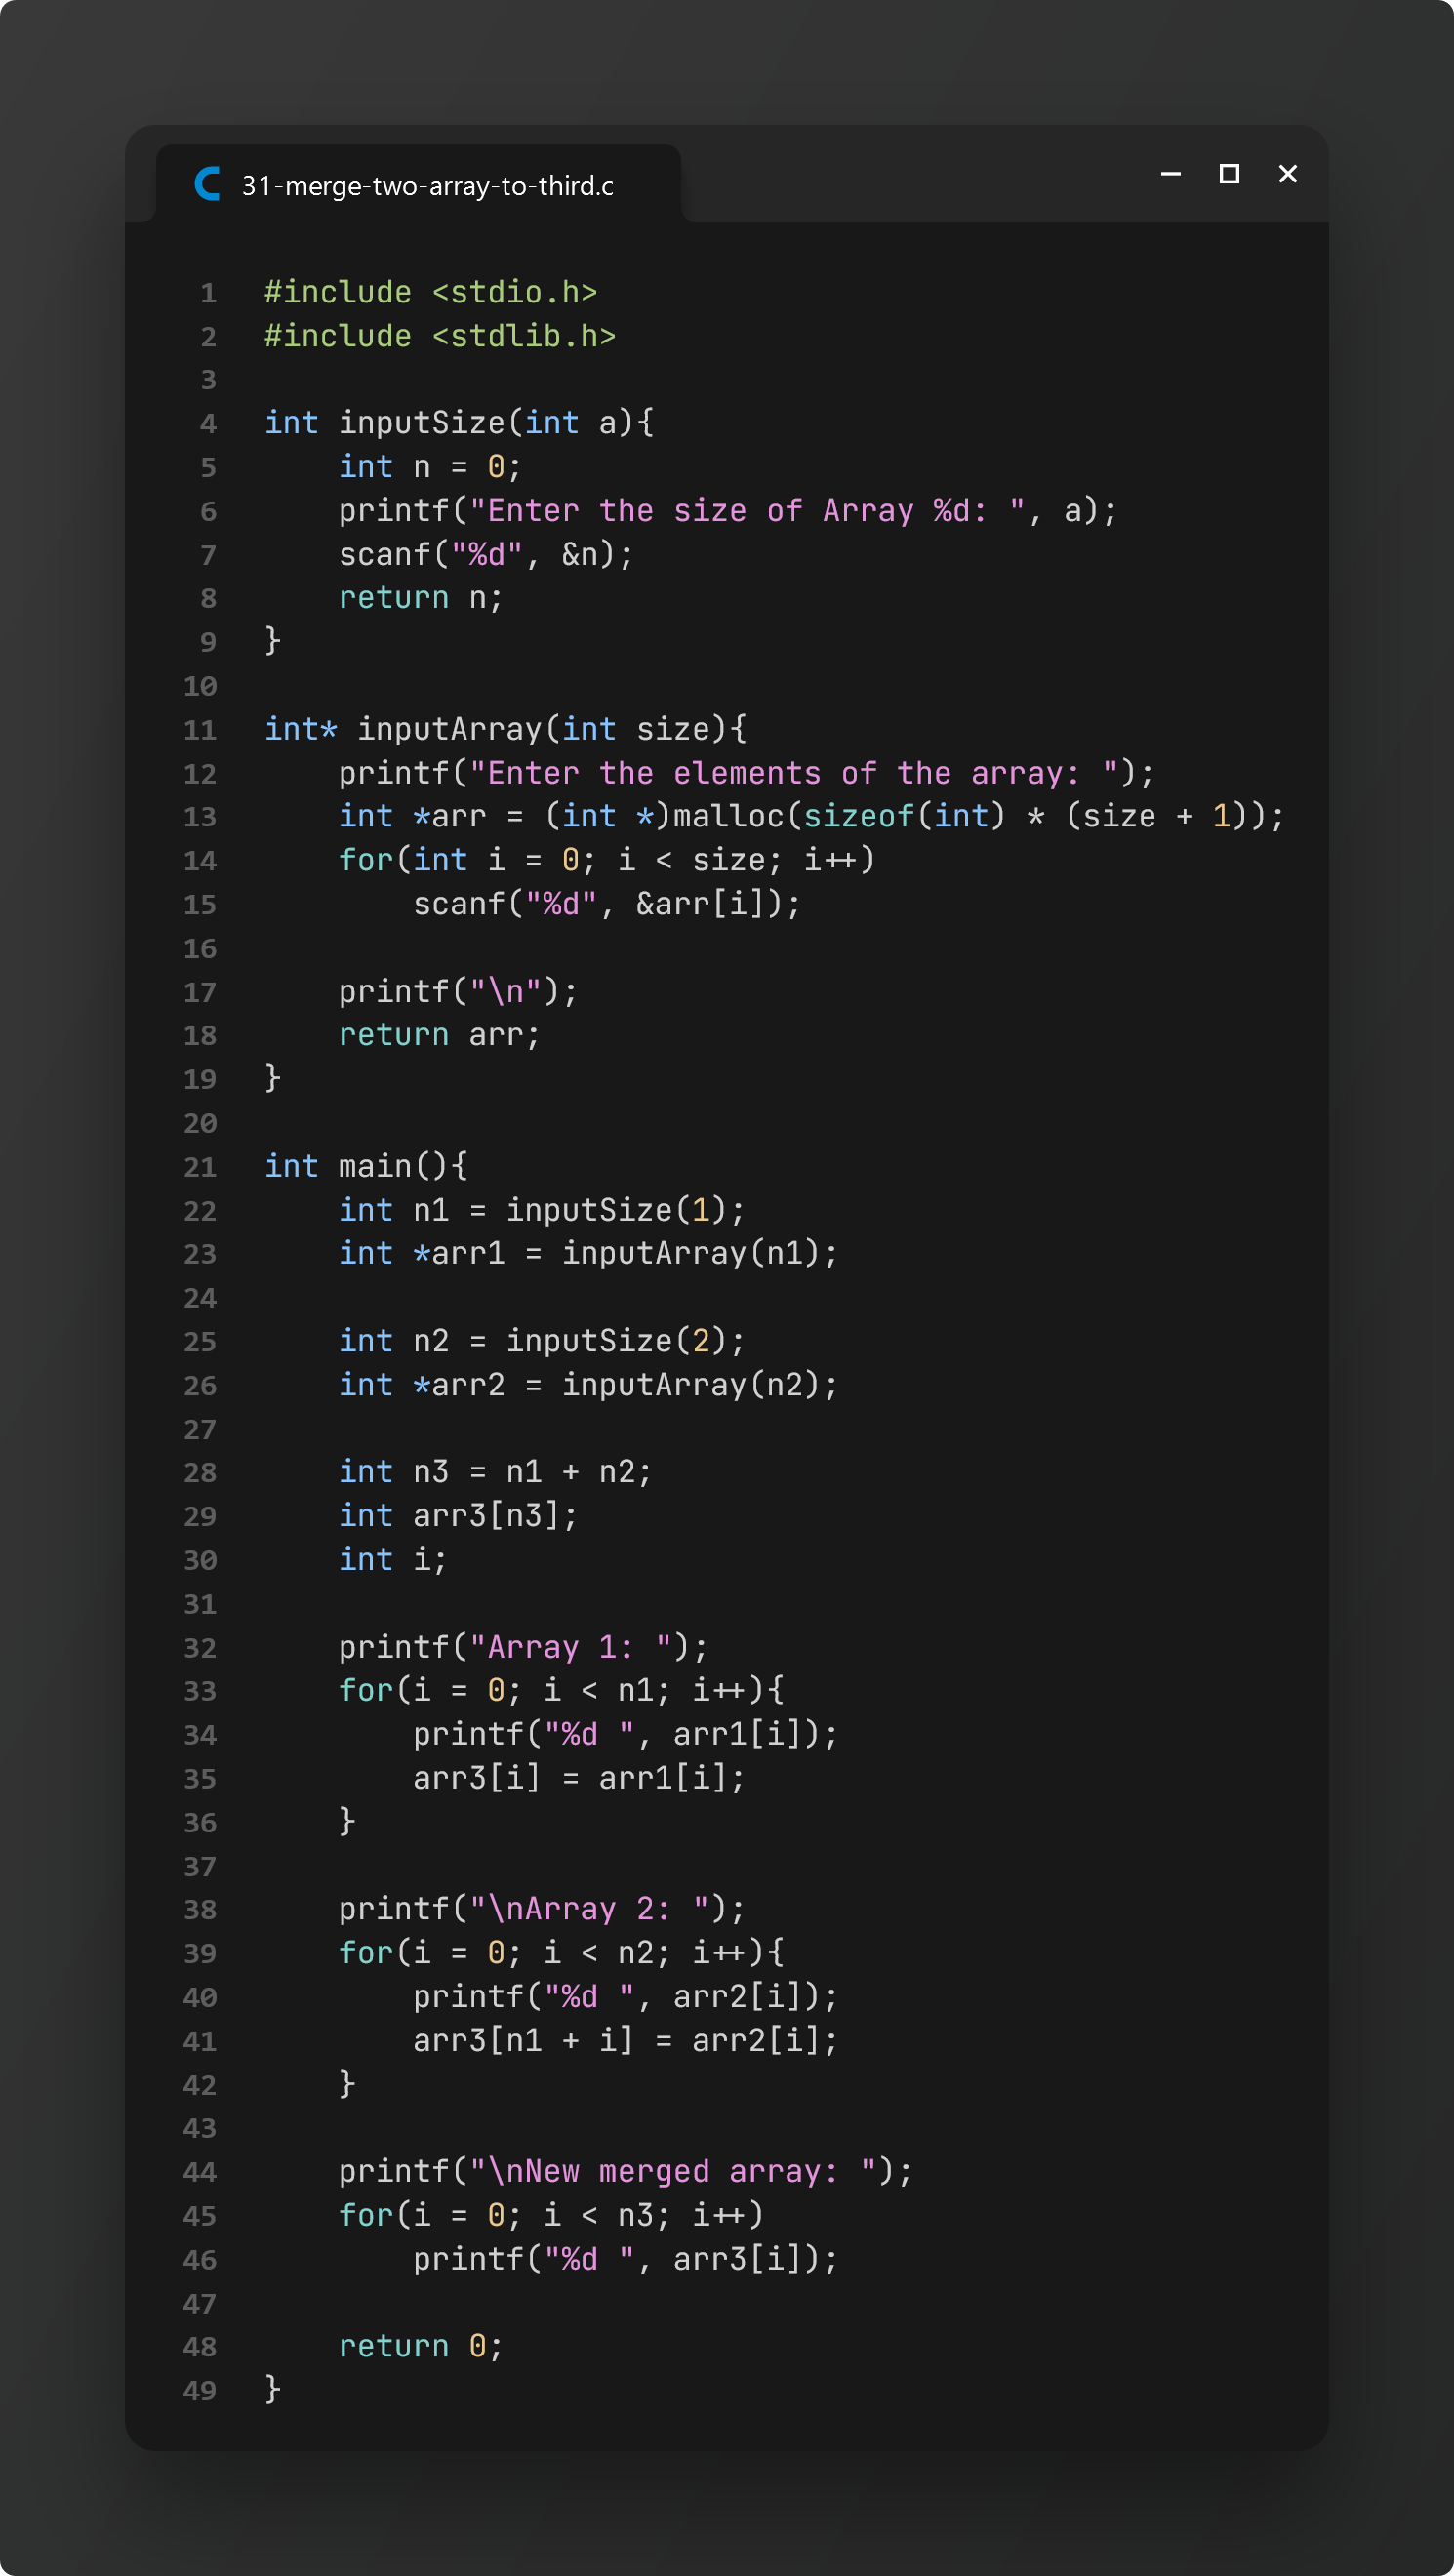 31-merge-two-array-to-third.c
1 #include <stdio.h>
2 #include <stdlib.h>
3
4 int inputSize(int a){
5     int n = 0;
6     printf("Enter the size of Array %d: ", a);
7     scanf("%d", &n);
8     return n;
9 }
10
11 int* inputArray(int size){
12     printf("Enter the elements of the array: ");
13     int *arr = (int *)malloc(sizeof(int) * (size + 1));
14     for(int i = 0; i < size; i++)
15         scanf("%d", &arr[i]);
16
17     printf("\n");
18     return arr;
19 }
20
21 int main(){
22     int n1 = inputSize(1);
23     int *arr1 = inputArray(n1);
24
25     int n2 = inputSize(2);
26     int *arr2 = inputArray(n2);
27
28     int n3 = n1 + n2;
29     int arr3[n3];
30     int i;
31
32     printf("Array 1: ");
33     for(i = 0; i < n1; i++){
34         printf("%d ", arr1[i]);
35         arr3[i] = arr1[i];
36     }
37
38     printf("\nArray 2: ");
39     for(i = 0; i < n2; i++){
40         printf("%d ", arr2[i]);
41         arr3[n1 + i] = arr2[i];
42     }
43
44     printf("\nNew merged array: ");
45     for(i = 0; i < n3; i++)
46         printf("%d ", arr3[i]);
47
48     return 0;
49 }